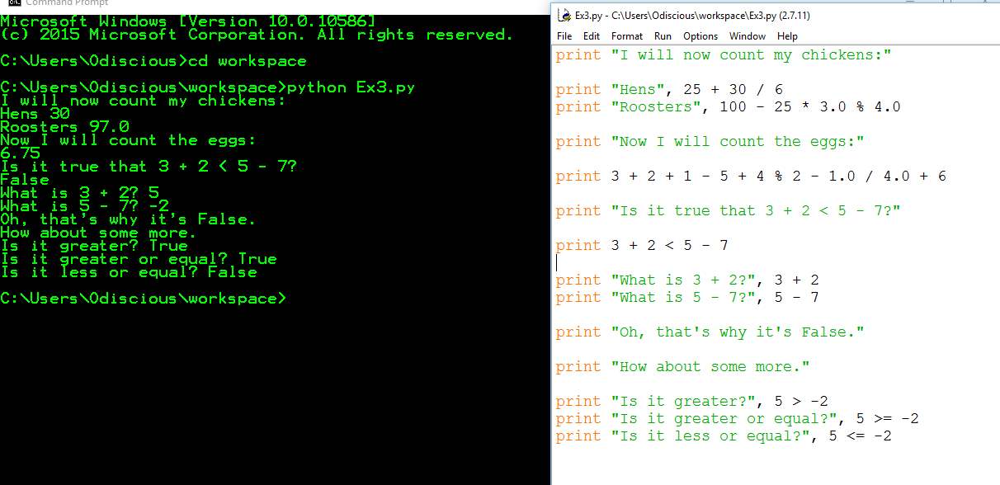 Command Prompt
Microsoft Windows [Version 10.0.10586]
(c) 2015 Microsoft Corporation. All rights reserved.
C:\Users\Odiscious>cd workspace
C:\Users\Odiscious\workspace>python Ex3.py
I will now count my chickens:
Hens 30
Roosters 97.0
Now I will count the eggs:
6.75
Is it true that 3 + 2 < 5 - 7?
False
What is 3 + 2? 5
What is 5 - 7? -2
Oh, that's why it's False.
How about some more.
Is it greater? True
Is it greater or equal? True
Is it less or equal? False
C:\Users\Odiscious\workspace>
Ex3.py - C:\Users\Odiscious\workspace\Ex3.py (2.7.11)
File Edit Format Run Options Window Help
print "I will now count my chickens:"
print "Hens", 25 + 30 / 6
print "Roosters", 100 - 25 * 3.0 % 4.0
print "Now I will count the eggs:"
print 3 + 2 + 1 - 5 + 4 % 2 - 1.0 / 4.0 + 6
print "Is it true that 3 + 2 < 5 - 7?"
print 3 + 2 < 5 - 7
print "What is 3 + 2?", 3 + 2
print "What is 5 - 7?", 5 - 7
print "Oh, that's why it's False."
print "How about some more."
print "Is it greater?", 5 > -2
print "Is it greater or equal?", 5 >= -2
print "Is it less or equal?", 5 <= -2